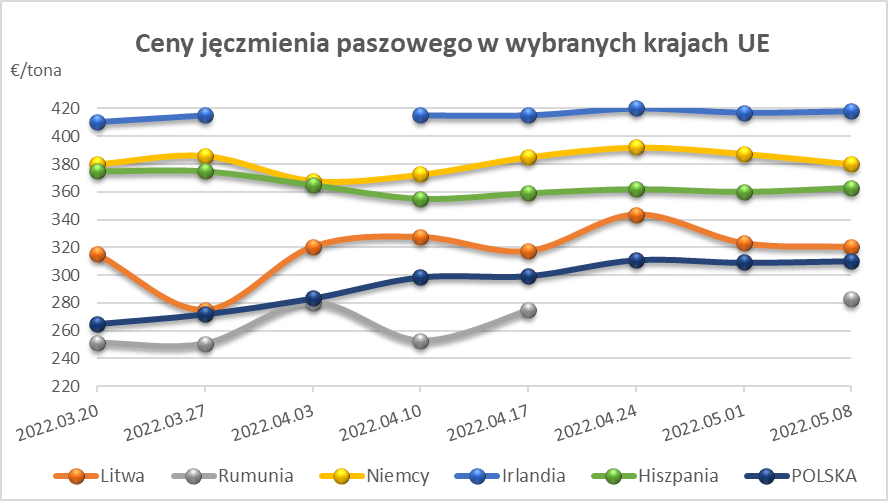 Ceny jęczmienia paszowego w wybranych krajach UE
€/tona
420
400
380
360
340
320
300
280
260
240
220
2022.03.20 2022.03.27 2022.04.03 2022.04.10 2022.04.17 2022.04.24 2022.05.01 2022.05.08
Litwa Rumunia Niemcy Irlandia Hiszpania POLSKA